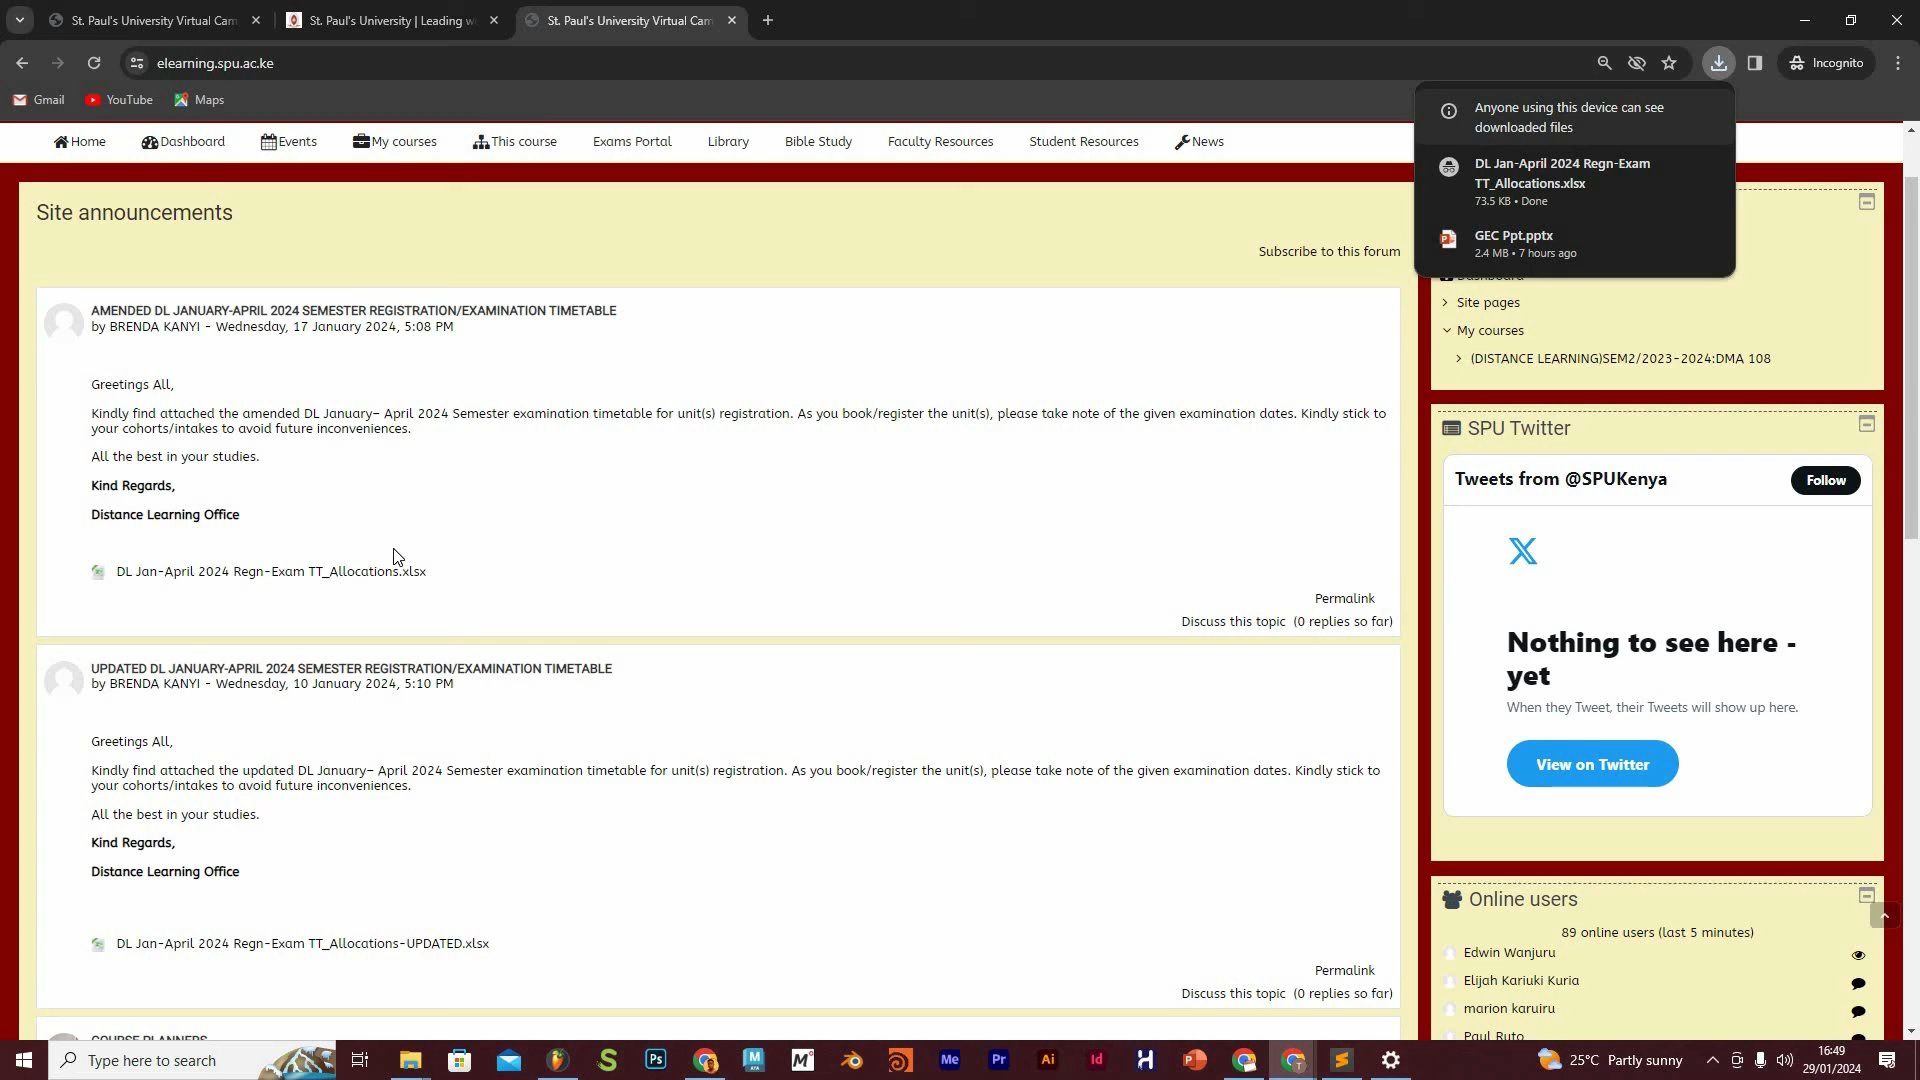 St. Paul's University Virtual Cam
St. Paul's University | Leading w
St. Paul's University Virtual Cam
elearning.spu.ac.ke
Incognito
Gmail
YouTube
Maps
Anyone using this device can see
downloaded files
DL Jan-April 2024 Regn-Exam
TT_Allocations.xlsx
73.5 KB • Done
GEC Ppt.pptx
2.4 MB • 7 hours ago
Home
Dashboard
Events
My courses
This course
Exams Portal
Library
Bible Study
Faculty Resources
Student Resources
News
Site announcements
Subscribe to this forum
AMENDED DL JANUARY-APRIL 2024 SEMESTER REGISTRATION/EXAMINATION TIMETABLE
by BRENDA KANYI - Wednesday, 17 January 2024, 5:08 PM
Greetings All,
Kindly find attached the amended DL January– April 2024 Semester examination timetable for unit(s) registration. As you book/register the unit(s), please take note of the given examination dates. Kindly stick to
your cohorts/intakes to avoid future inconveniences.
All the best in your studies.
Kind Regards,
Distance Learning Office
DL Jan-April 2024 Regn-Exam TT_Allocations.xlsx
Permalink
Discuss this topic (0 replies so far)
UPDATED DL JANUARY-APRIL 2024 SEMESTER REGISTRATION/EXAMINATION TIMETABLE
by BRENDA KANYI - Wednesday, 10 January 2024, 5:10 PM
Greetings All,
Kindly find attached the updated DL January– April 2024 Semester examination timetable for unit(s) registration. As you book/register the unit(s), please take note of the given examination dates. Kindly stick to
your cohorts/intakes to avoid future inconveniences.
All the best in your studies.
Kind Regards,
Distance Learning Office
DL Jan-April 2024 Regn-Exam TT_Allocations-UPDATED.xlsx
Permalink
Discuss this topic (0 replies so far)
COURSE PLANNERS
Dashboard
Site pages
My courses
(DISTANCE LEARNING)SEM2/2023-2024:DMA 108
SPU Twitter
Tweets from @SPUKenya
Follow
Nothing to see here -
yet
When they Tweet, their Tweets will show up here.
View on Twitter
Online users
89 online users (last 5 minutes)
Edwin Wanjuru
Elijah Kariuki Kuria
marion karuiru
Paul Ruto
Type here to search
25°C Partly sunny
16:49
29/01/2024